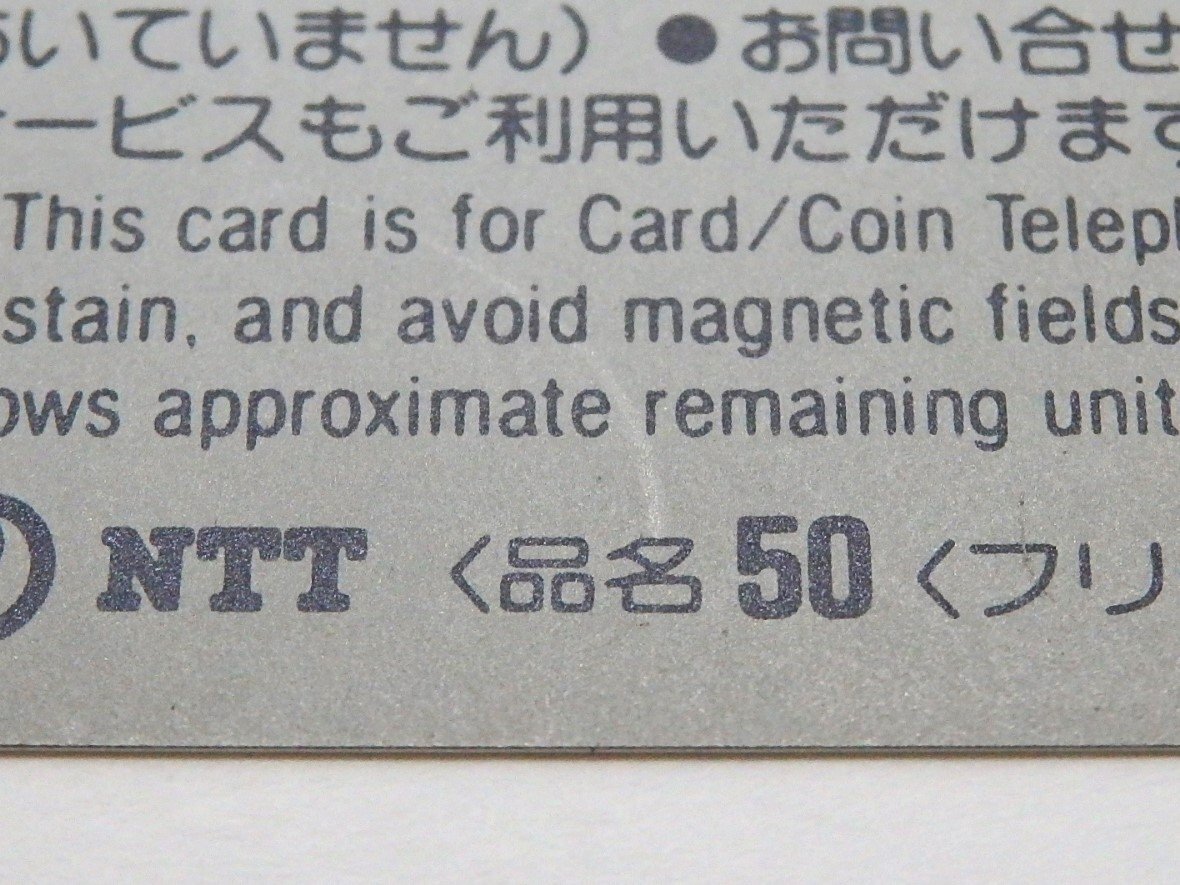 いていません) ●お問い合せ
ービスもご利用いただけます
This card is for Card/Coin Telep
stain, and avoid magnetic fields
ows approximate remaining unit
NTT 〈品名 50 〈フリ